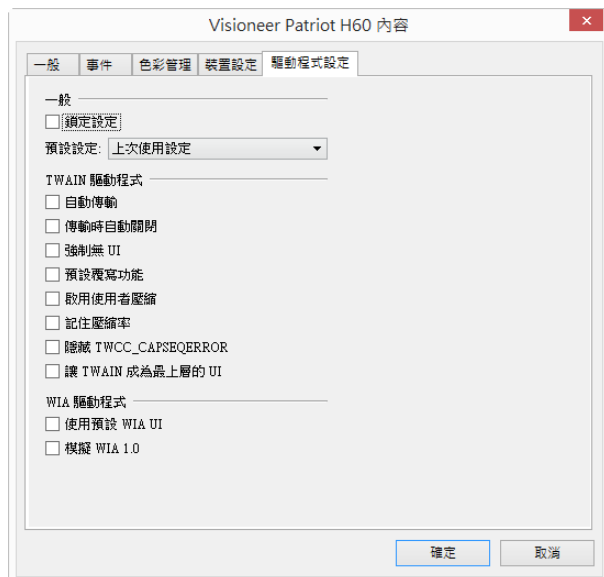 Visioneer Patriot H60 內容
一般 事件 色彩管理 裝置設定 驅動程式設定
一般
鎖定設定
預設設定: 上次使用設定
TWAIN 驅動程式
自動傳輸
傳輸時自動關閉
強制無 UI
預設覆寫功能
啟用使用者壓縮
記住壓縮率
隱藏 TWCC_CAPSEQERROR
讓 TWAIN 成為最上層的 UI
WIA 驅動程式
使用預設 WIA UI
模擬 WIA 1.0
確定 取消